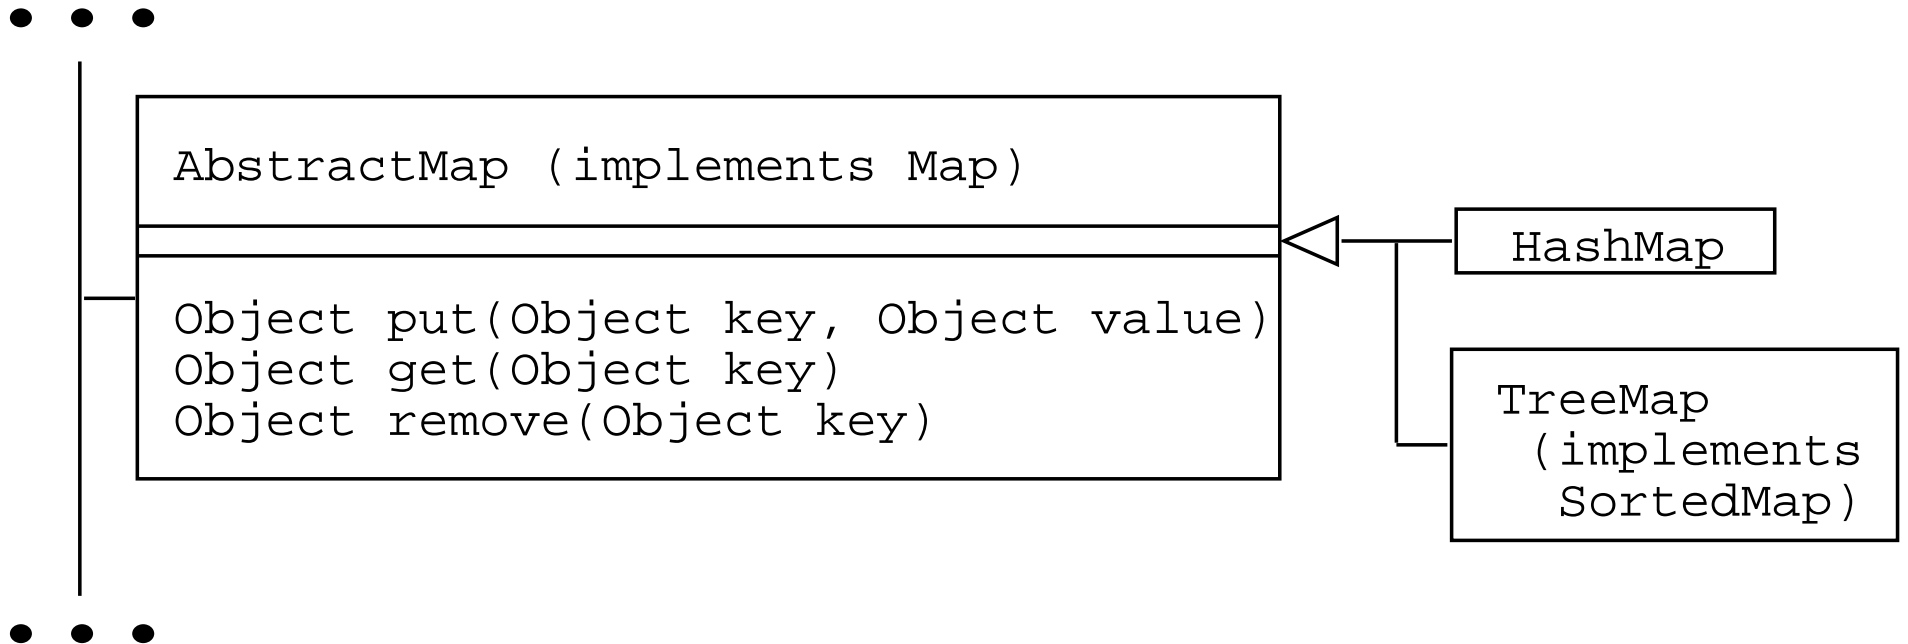 AbstractMap (implements Map)
Object put(Object key, Object value)
Object get(Object key)
Object remove(Object key)
HashMap
TreeMap
(implements
SortedMap)